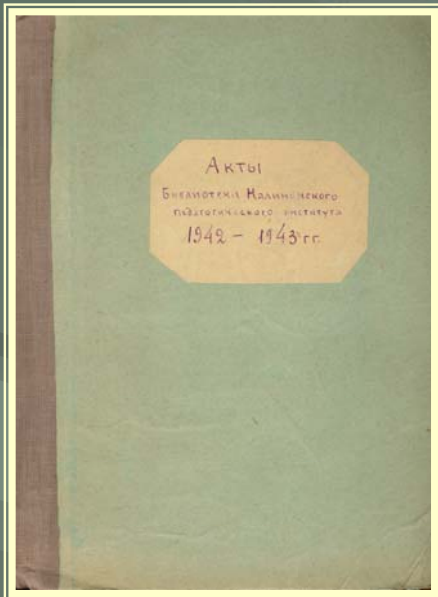 Акты
Библиотеки Калининского
педагогического института
1942 - 1943 гг.